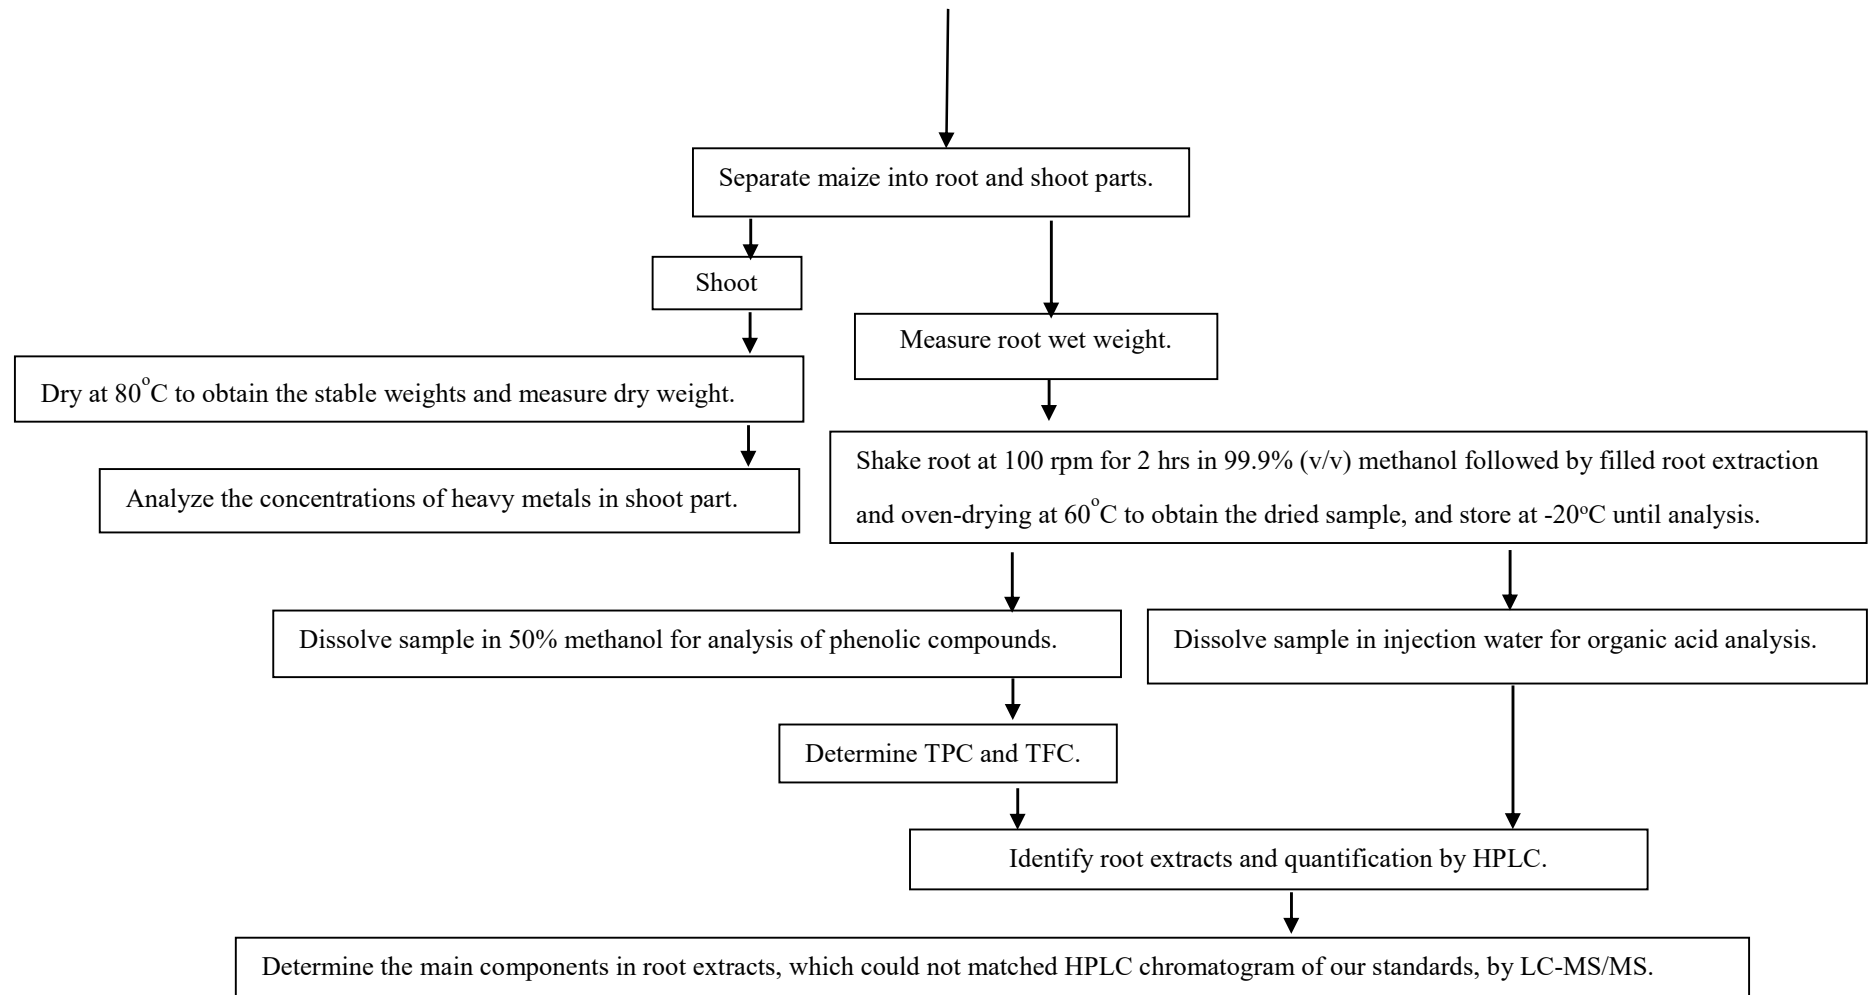 Separate maize into root and shoot parts.
Shoot
Measure root wet weight.
Dry at 80°C to obtain the stable weights and measure dry weight.
Analyze the concentrations of heavy metals in shoot part.
Shake root at 100 rpm for 2 hrs in 99.9% (v/v) methanol followed by filled root extraction
and oven-drying at 60°C to obtain the dried sample, and store at -20°C until analysis.
Dissolve sample in 50% methanol for analysis of phenolic compounds.
Dissolve sample in injection water for organic acid analysis.
Determine TPC and TFC.
Identify root extracts and quantification by HPLC.
Determine the main components in root extracts, which could not matched HPLC chromatogram of our standards, by LC-MS/MS.